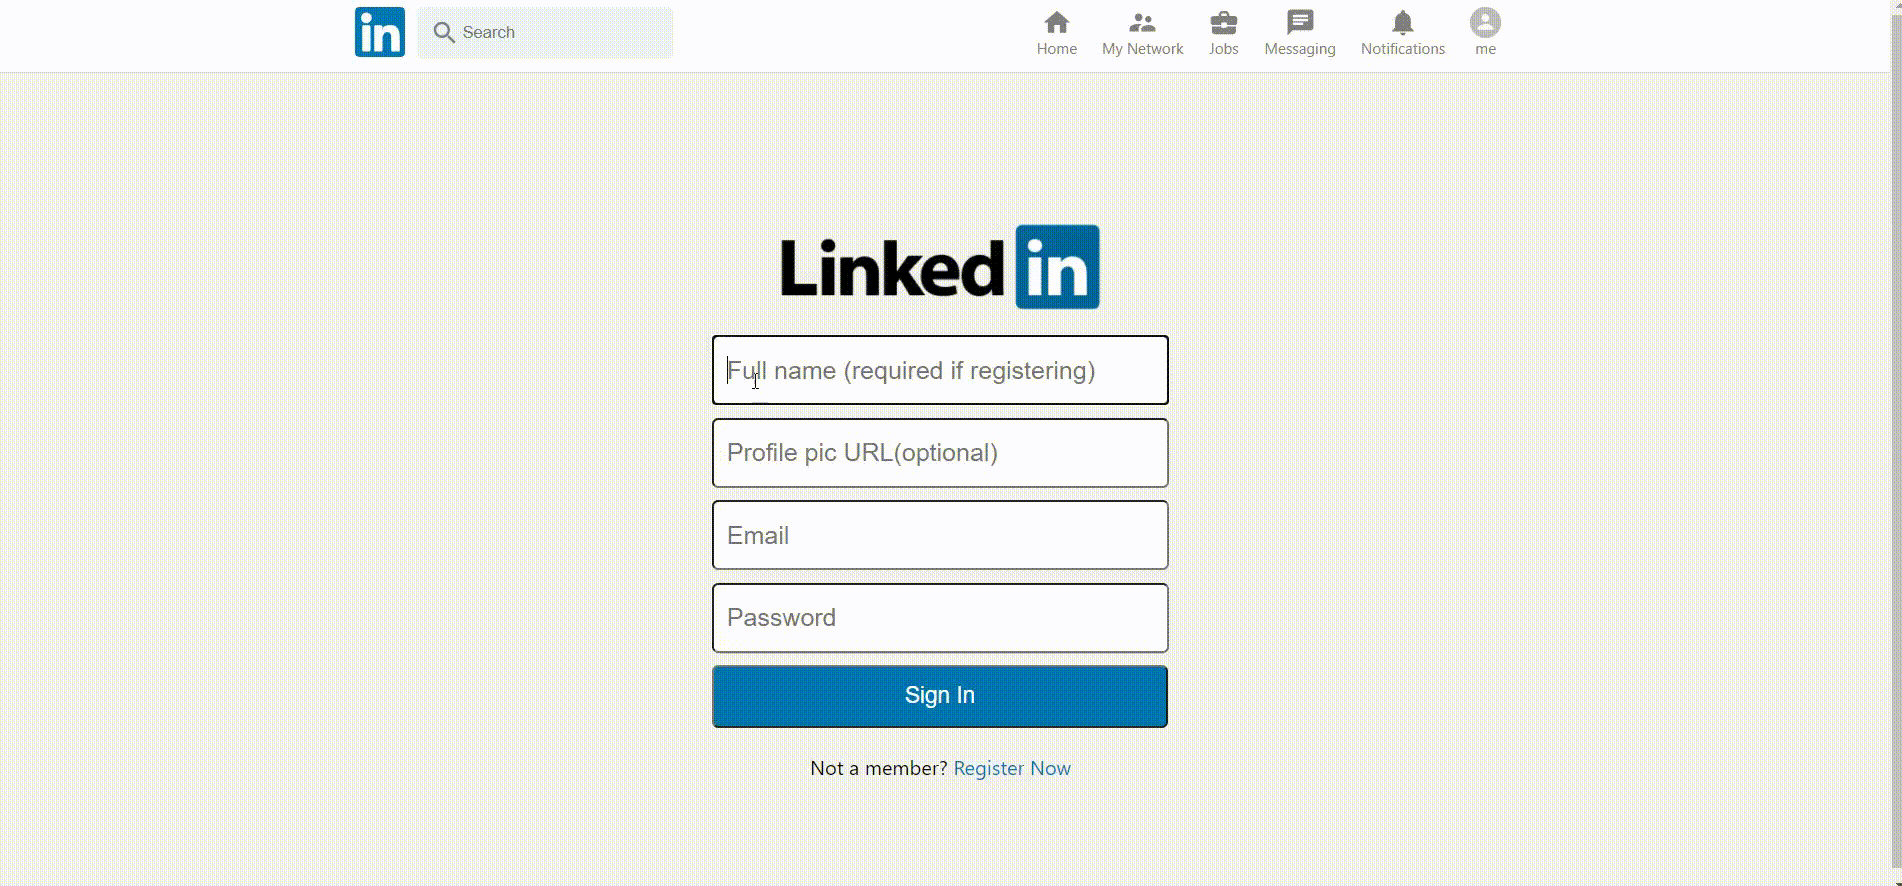 in Search Home My Network Jobs Messaging Notifications me
Linked in
Full name (required if registering)
Profile pic URL(optional)
Email
Password
Sign In
Not a member? Register Now